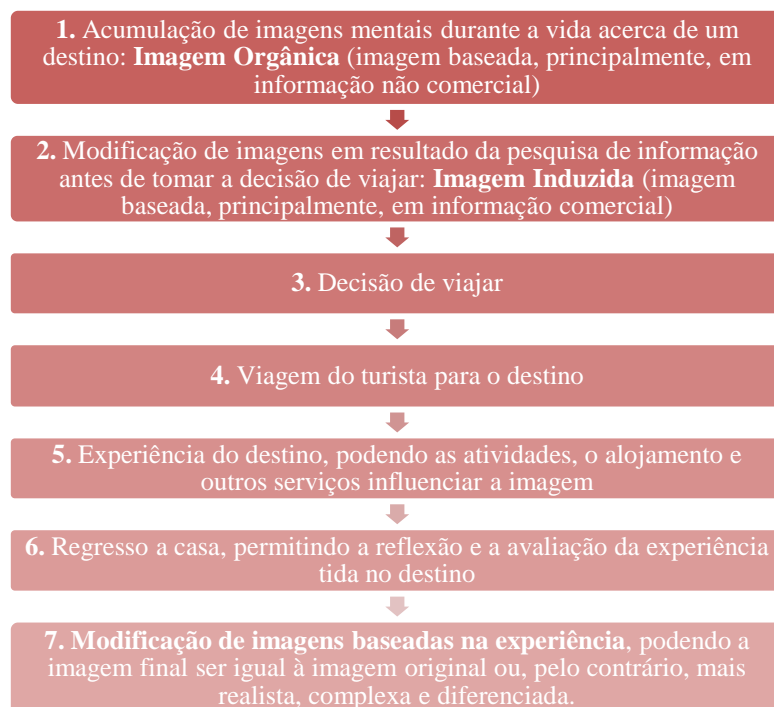 1. Acumulação de imagens mentais durante a vida acerca de um
destino: Imagem Orgânica (imagem baseada, principalmente, em
informação não comercial)
2. Modificação de imagens em resultado da pesquisa de informação
antes de tomar a decisão de viajar: Imagem Induzida (imagem
baseada, principalmente, em informação comercial)
3. Decisão de viajar
4. Viagem do turista para o destino
5. Experiência do destino, podendo as atividades, o alojamento e
outros serviços influenciar a imagem
6. Regresso a casa, permitindo a reflexão e a avaliação da experiência
tida no destino
7. Modificação de imagens baseadas na experiência, podendo a
imagem final ser igual à imagem original ou, pelo contrário, mais
realista, complexa e diferenciada.